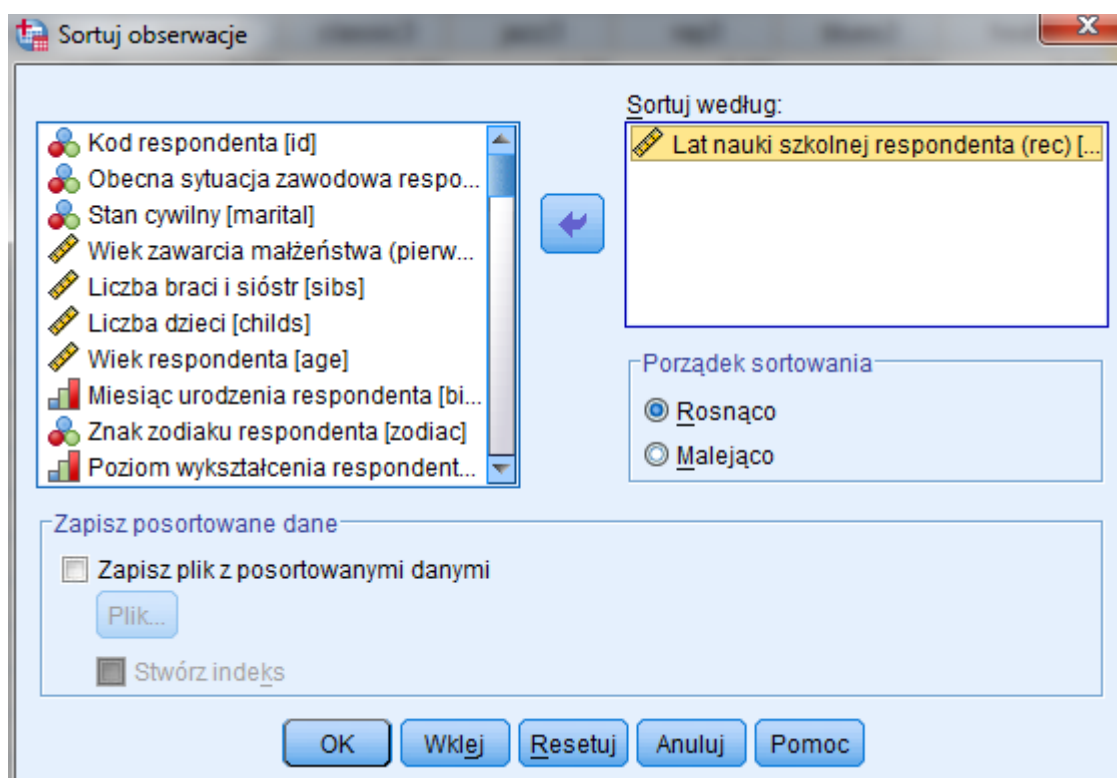 Sortuj obserwacje
Kod respondenta [id]
Obecna sytuacja zawodowa respo...
Stan cywilny [marital]
Wiek zawarcia małżeństwa (pierw...
Liczba braci i sióstr [sibs]
Liczba dzieci [childs]
Wiek respondenta [age]
Miesiąc urodzenia respondenta [bi...
Znak zodiaku respondenta [zodiac]
Poziom wykształcenia respondent...
Sortuj według:
Lat nauki szkolnej respondenta (rec) [...
Porządek sortowania
Rosnąco
Malejąco
Zapisz posortowane dane
Zapisz plik z posortowanymi danymi
Plik...
Stwórz indeks
OK Wklej Resetuj Anuluj Pomoc